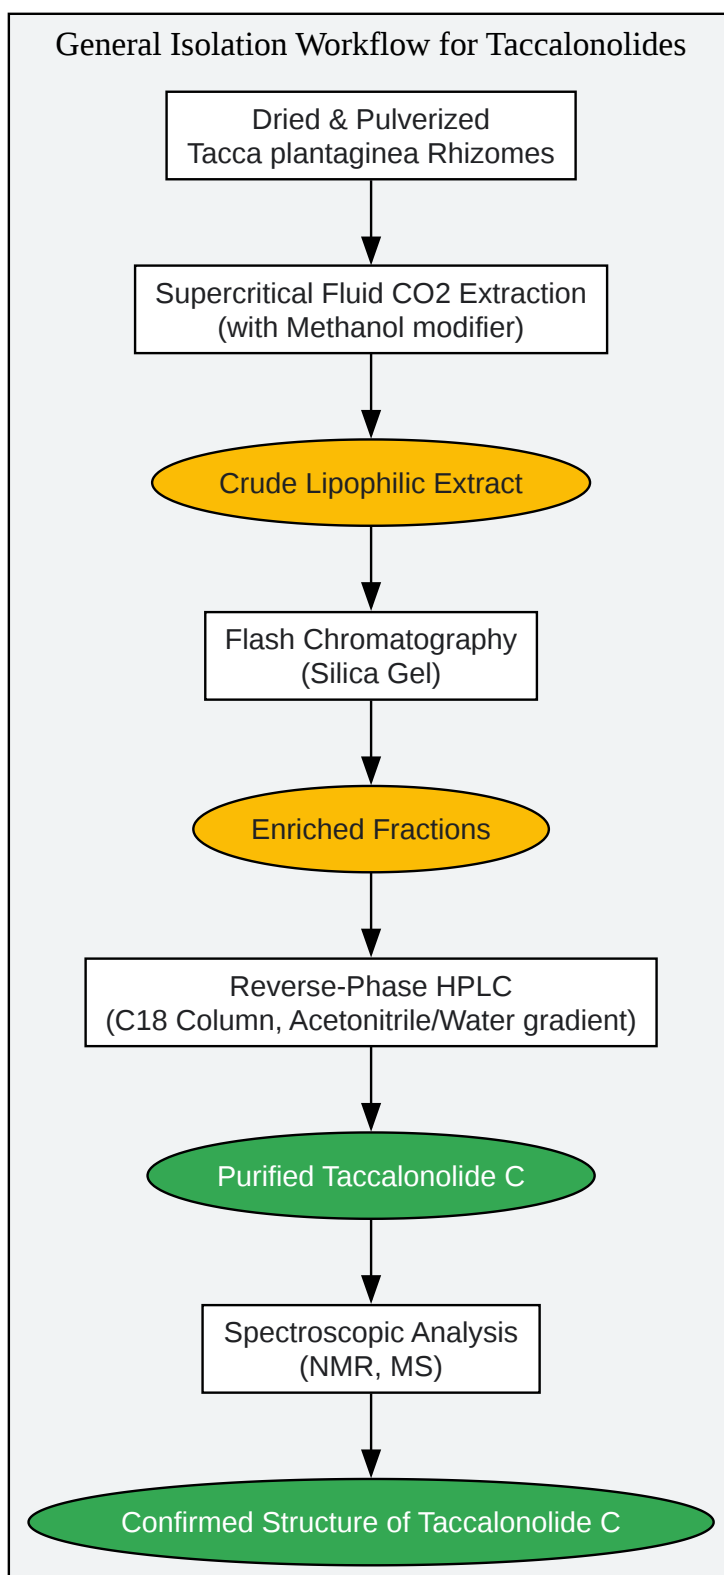 General Isolation Workflow for Taccalonolides
Dried & Pulverized
Tacca plantaginea Rhizomes
Supercritical Fluid CO2 Extraction
(with Methanol modifier)
Crude Lipophilic Extract
Flash Chromatography
(Silica Gel)
Enriched Fractions
Reverse-Phase HPLC
(C18 Column, Acetonitrile/Water gradient)
Purified Taccalonolide C
Spectroscopic Analysis
(NMR, MS)
Confirmed Structure of Taccalonolide C